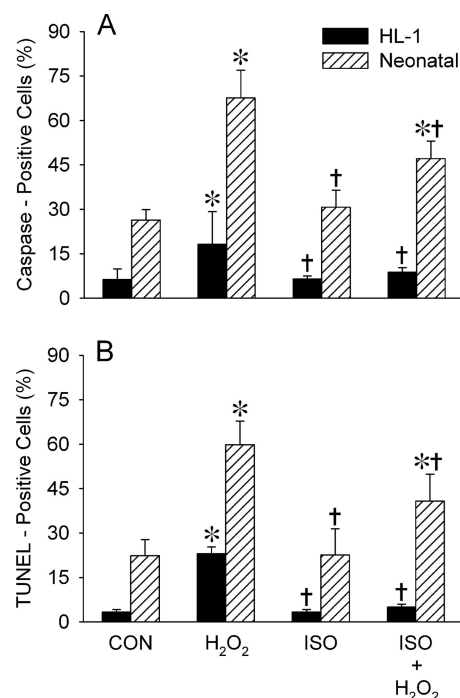 A
HL-1
Neonatal
Caspase - Positive Cells (%)
90
75
60
45
30
15
0
*
*
†
†
†
*†
B
TUNEL - Positive Cells (%)
90
75
60
45
30
15
0
*
*
†
†
†
*†
CON
H₂O₂
ISO
ISO
+
H₂O₂